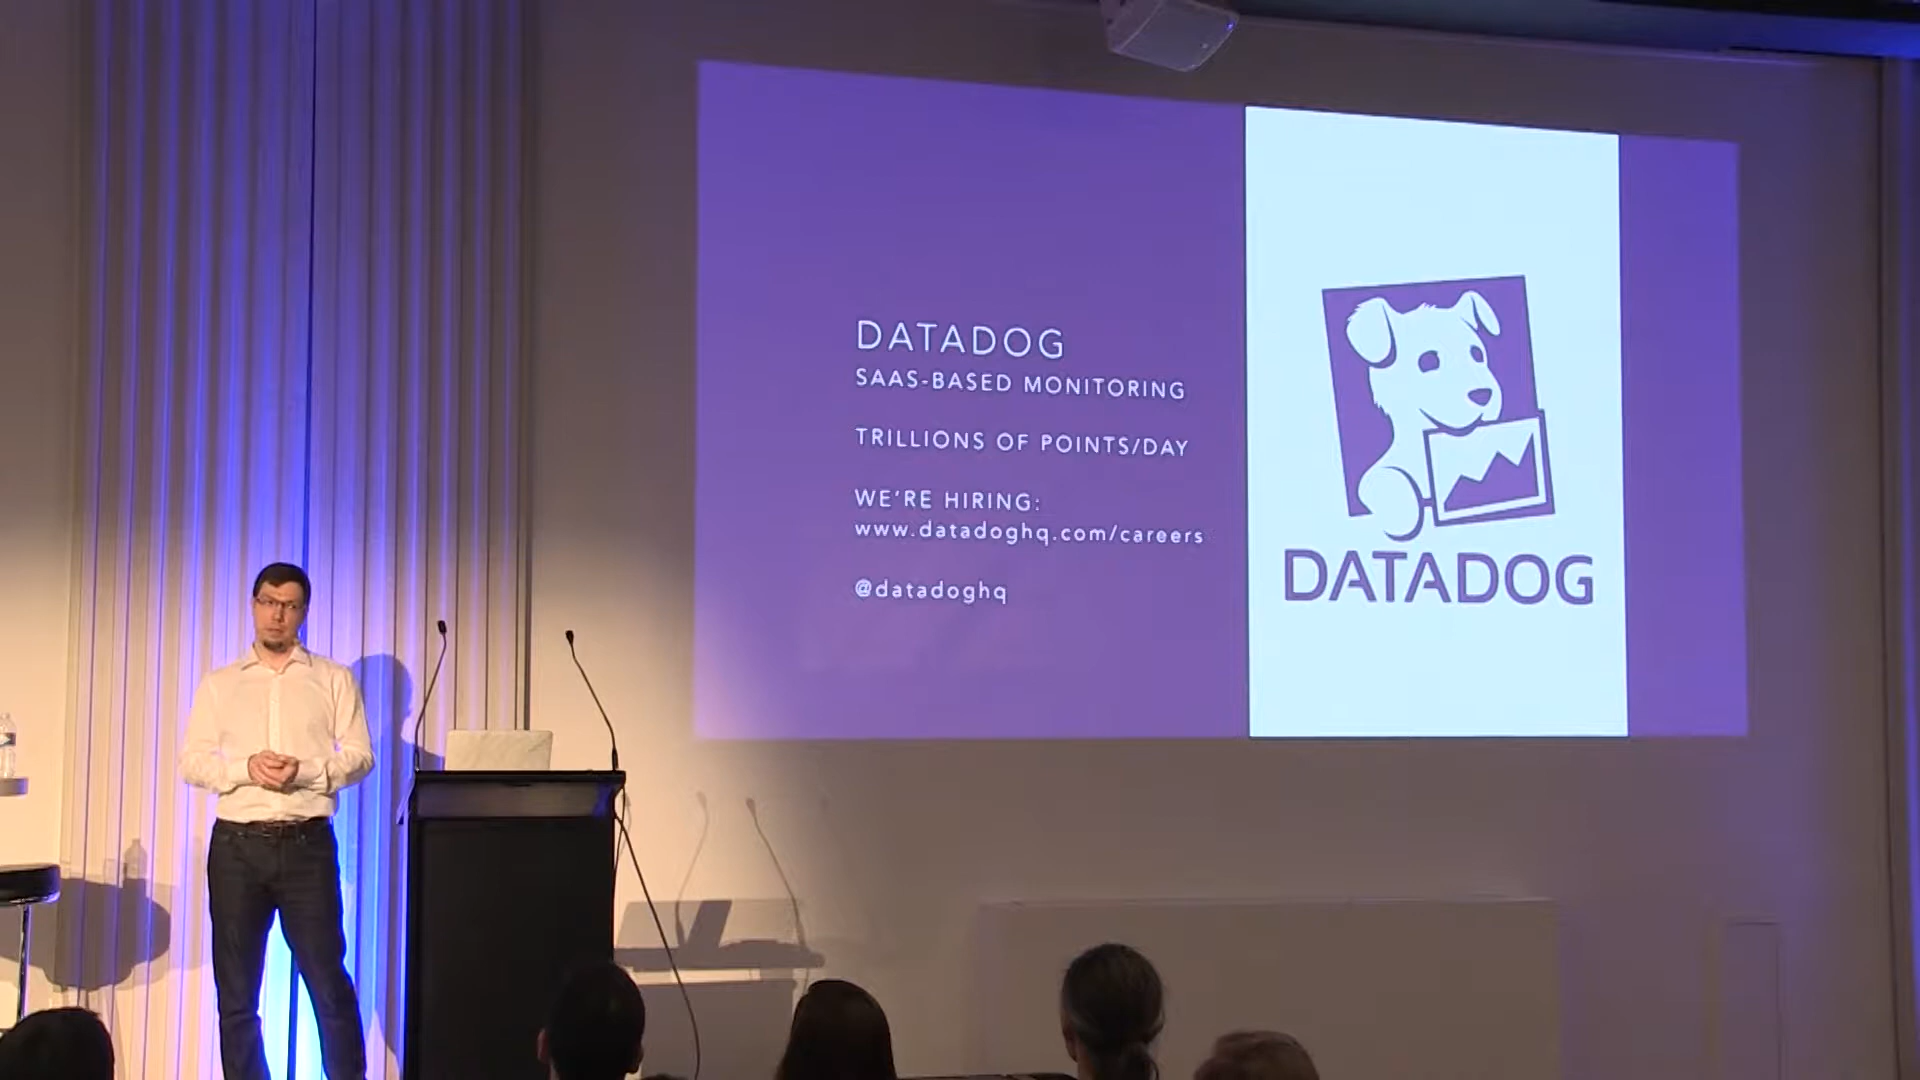 DATADOG
SAAS-BASED MONITORING
TRILLIONS OF POINTS/DAY
WE'RE HIRING:
www.datadoghq.com/careers
@datadoghq
DATADOG